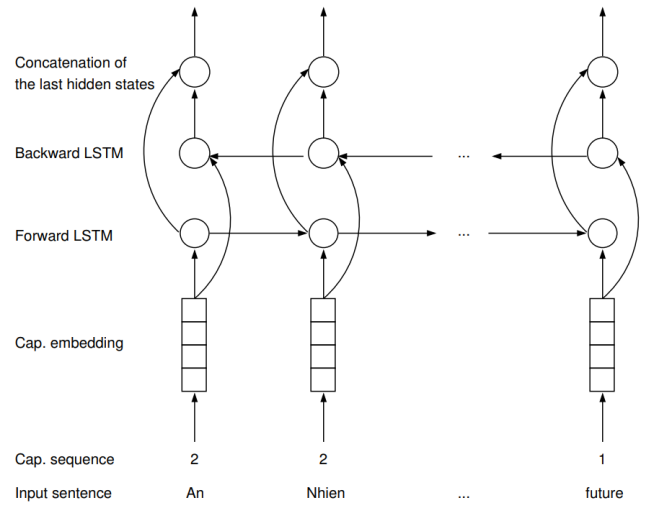 Concatenation of
the last hidden states
Backward LSTM
...
Forward LSTM
...
Cap. embedding
Cap. sequence 2 2 1
Input sentence An Nhien ... future